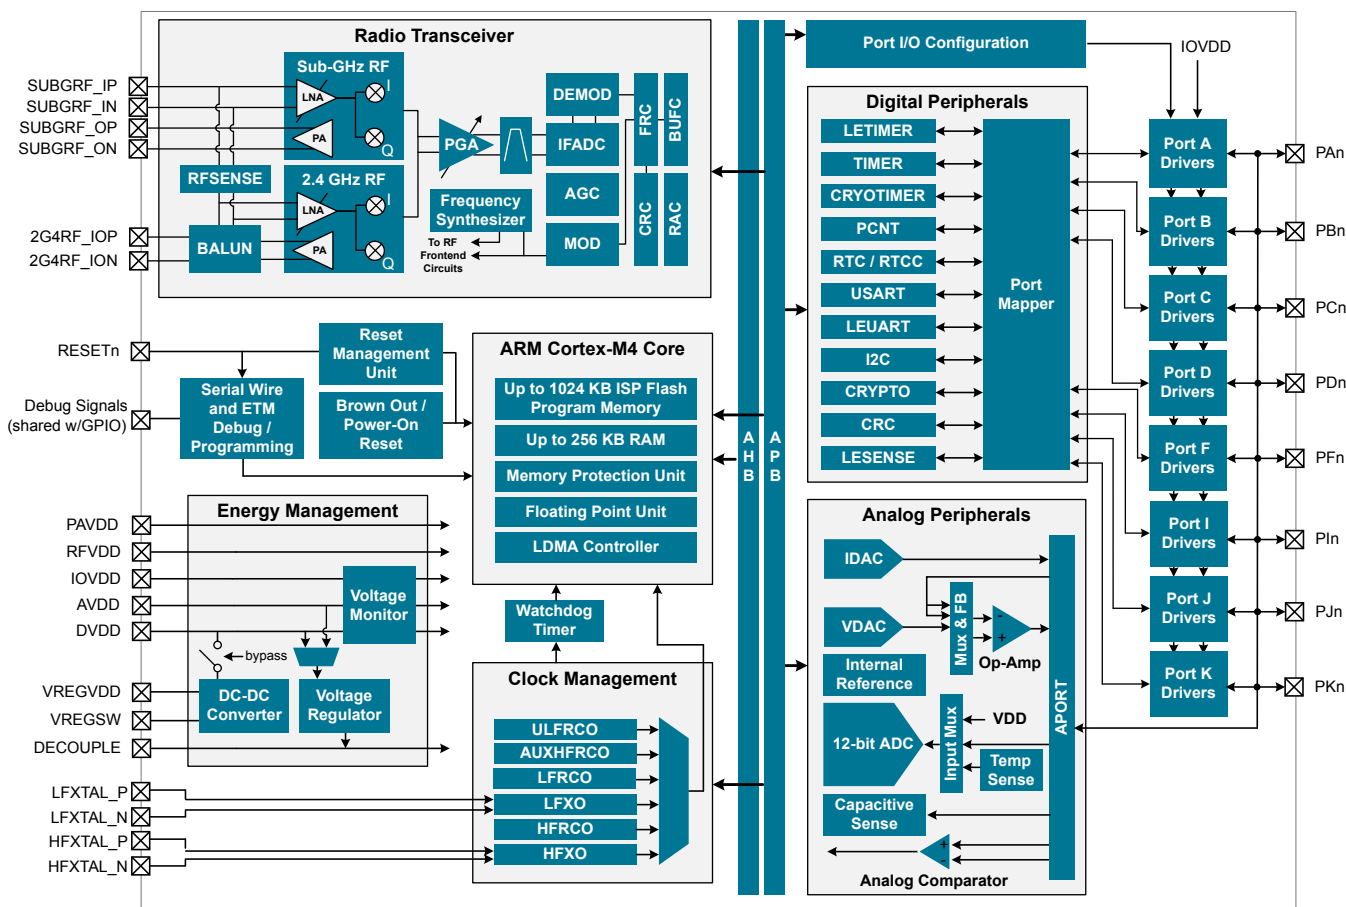 Radio Transceiver
SUBGRF_IP
SUBGRF_IN
SUBGRF_OP
SUBGRF_ON
2G4RF_IOP
2G4RF_ION
Sub-GHz RF
LNA
I
PA
Q
RFSENSE
2.4 GHz RF
LNA
I
PA
Q
BALUN
PGA
Frequency
Synthesizer
To RF
Frontend
Circuits
DEMOD
IFADC
AGC
MOD
FRC
BUFC
CRC
RAC
RESETn
Debug Signals
(shared w/GPIO)
Reset
Management
Unit
Serial Wire
and ETM
Debug /
Programming
Brown Out /
Power-On
Reset
ARM Cortex-M4 Core
Up to 1024 KB ISP Flash
Program Memory
Up to 256 KB RAM
Memory Protection Unit
Floating Point Unit
LDMA Controller
Watchdog
Timer
Energy Management
PAVDD
RFVDD
IOVDD
AVDD
DVDD
VREGVDD
VREGSW
DECOUPLE
Voltage
Monitor
bypass
DC-DC
Converter
Voltage
Regulator
LFXTAL_P
LFXTAL_N
HFXTAL_P
HFXTAL_N
Clock Management
ULFRCO
AUXHFRCO
LFRCO
LFXO
HFRCO
HFXO
A
H
B
A
P
B
Port I/O Configuration
IOVDD
Digital Peripherals
LETIMER
TIMER
CRYOTIMER
PCNT
RTC / RTCC
USART
LEUART
I2C
CRYPTO
CRC
LESENSE
Port
Mapper
Port A
Drivers
Port B
Drivers
Port C
Drivers
Port D
Drivers
Port F
Drivers
Port I
Drivers
Port J
Drivers
Port K
Drivers
PAn
PBn
PCn
PDn
PFn
PIn
PJn
PKn
Analog Peripherals
IDAC
VDAC
Mux & FB
-
+
Op-Amp
Internal
Reference
12-bit ADC
Input Mux
VDD
Temp
Sense
Capacitive
Sense
+
-
Analog Comparator
APORT